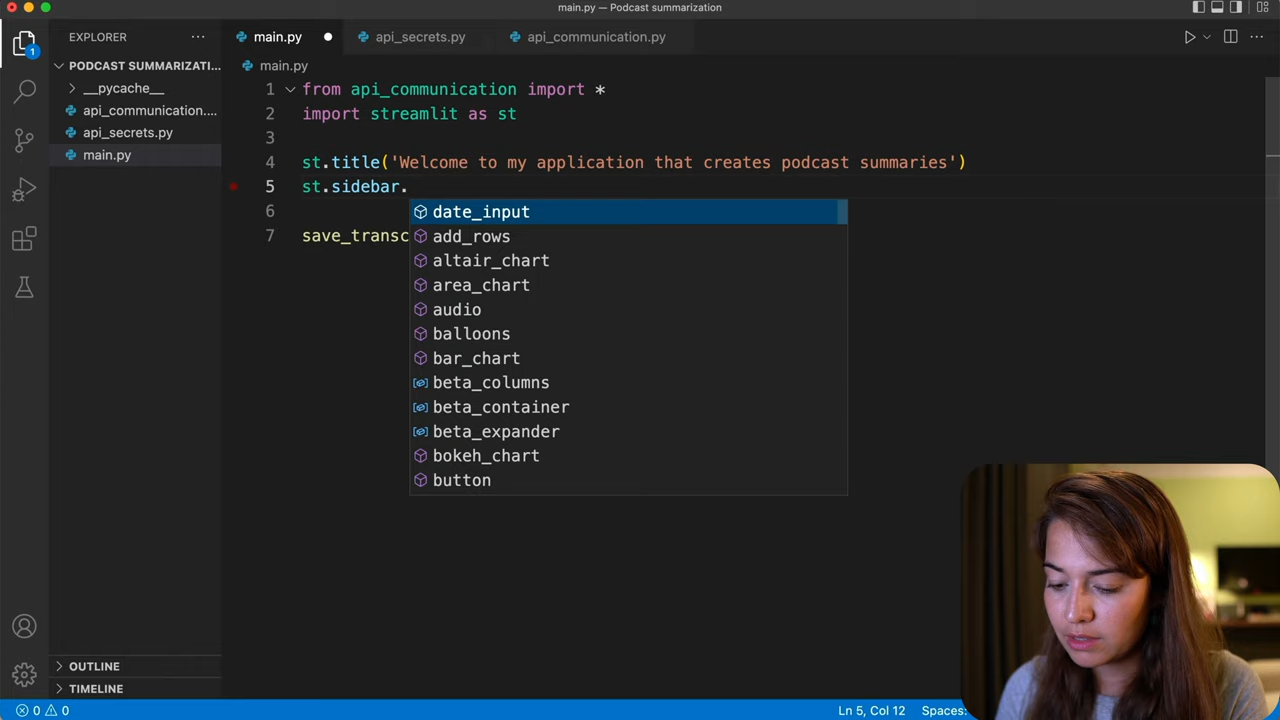 main.py — Podcast summarization
EXPLORER
main.py
api_secrets.py
api_communication.py
PODCAST SUMMARIZATI...
main.py
__pycache__
api_communication....
api_secrets.py
main.py
1
1 from api_communication import *
2 import streamlit as st
3
4 st.title('Welcome to my application that creates podcast summaries')
5 st.sidebar.
6
7 save_transc
date_input
add_rows
altair_chart
area_chart
audio
balloons
bar_chart
beta_columns
beta_container
beta_expander
bokeh_chart
button
OUTLINE
TIMELINE
0 0
Ln 5, Col 12
Spaces: